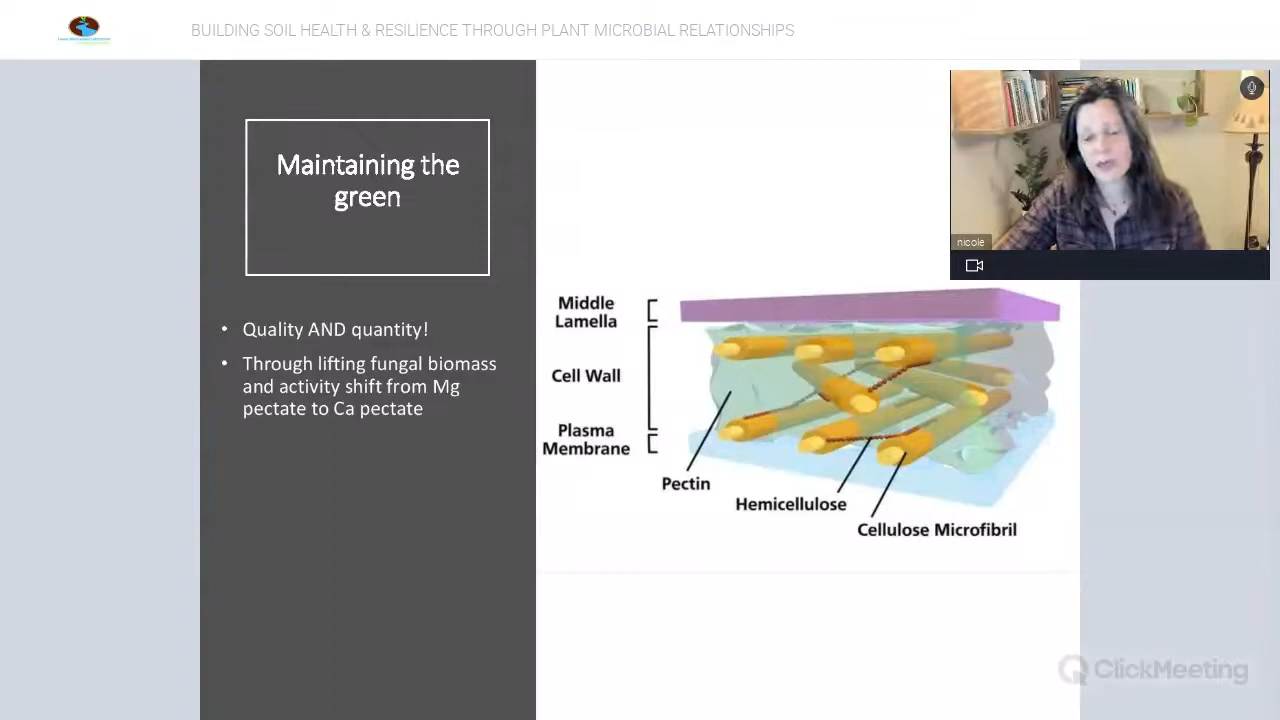 BUILDING SOIL HEALTH & RESILIENCE THROUGH PLANT MICROBIAL RELATIONSHIPS
Maintaining the
green
• Quality AND quantity!
• Through lifting fungal biomass
and activity shift from Mg
pectate to Ca pectate
nicole
Middle
Lamella
Cell Wall
Plasma
Membrane
Pectin
Hemicellulose
Cellulose Microfibril
ClickMeeting